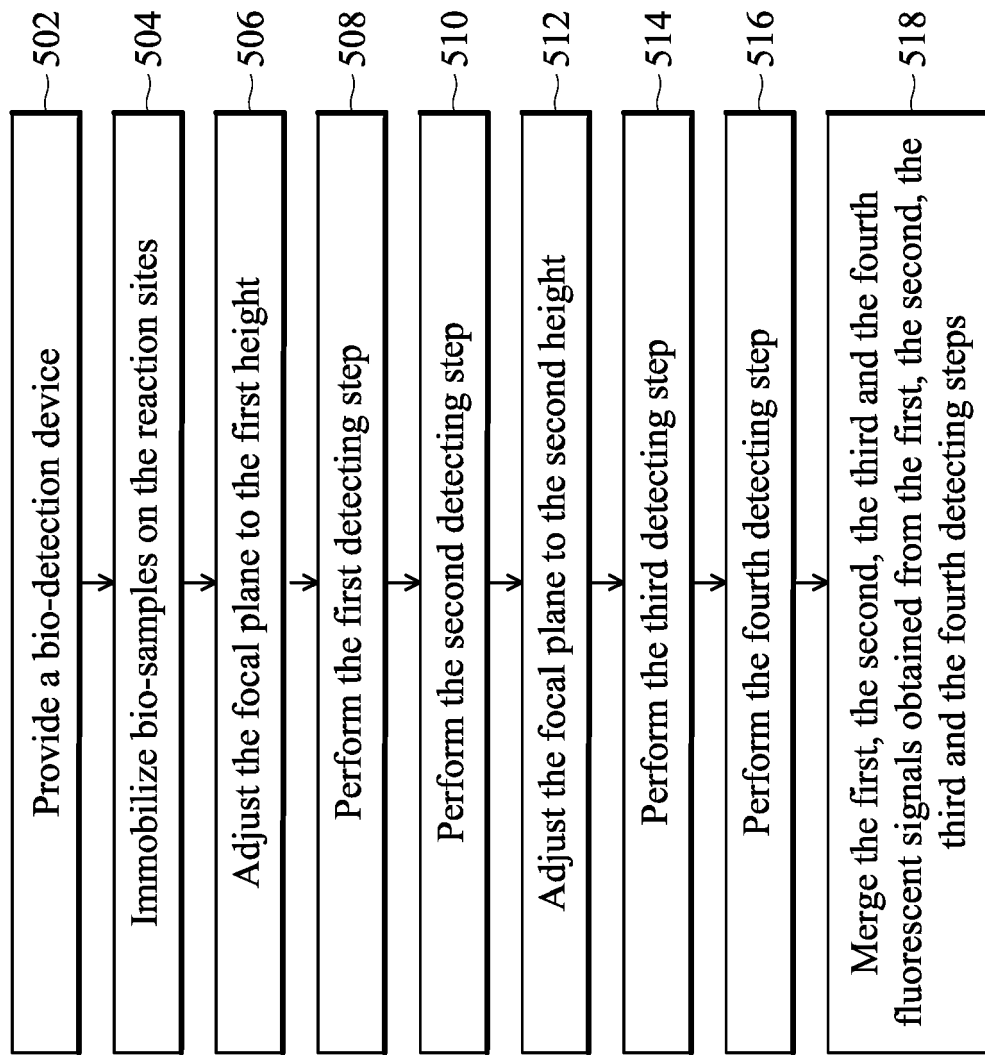 Provide a bio-detection device
502
Immobilize bio-samples on the reaction sites
504
Adjust the focal plane to the first height
506
Perform the first detecting step
508
Perform the second detecting step
510
Adjust the focal plane to the second height
512
Perform the third detecting step
514
Perform the fourth detecting step
516
Merge the first, the second, the third and the fourth
fluorescent signals obtained from the first, the second, the
third and the fourth detecting steps
518